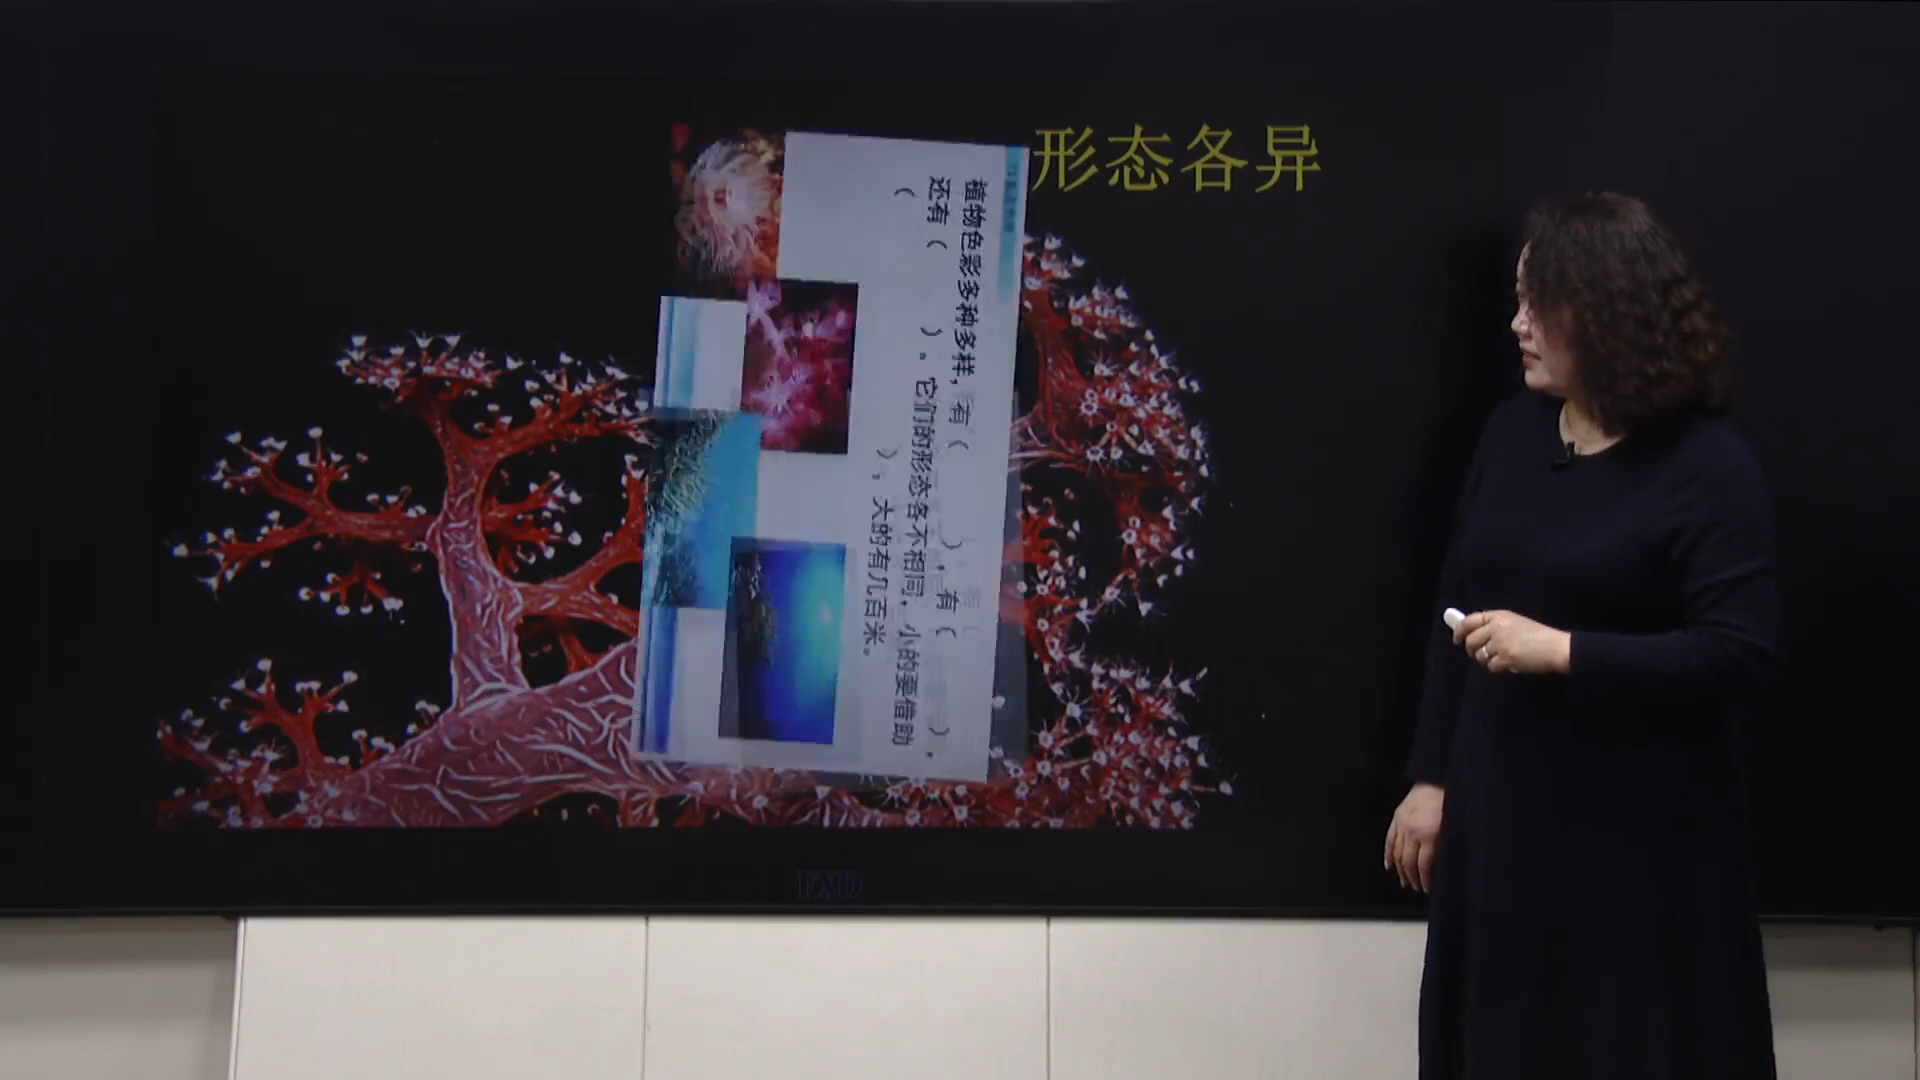 形态各异
植物色彩多种多样，有（　　），有（　　），
还有（　　）。它们的形态各不相同，小的要借助
（　　），大的有几百米。